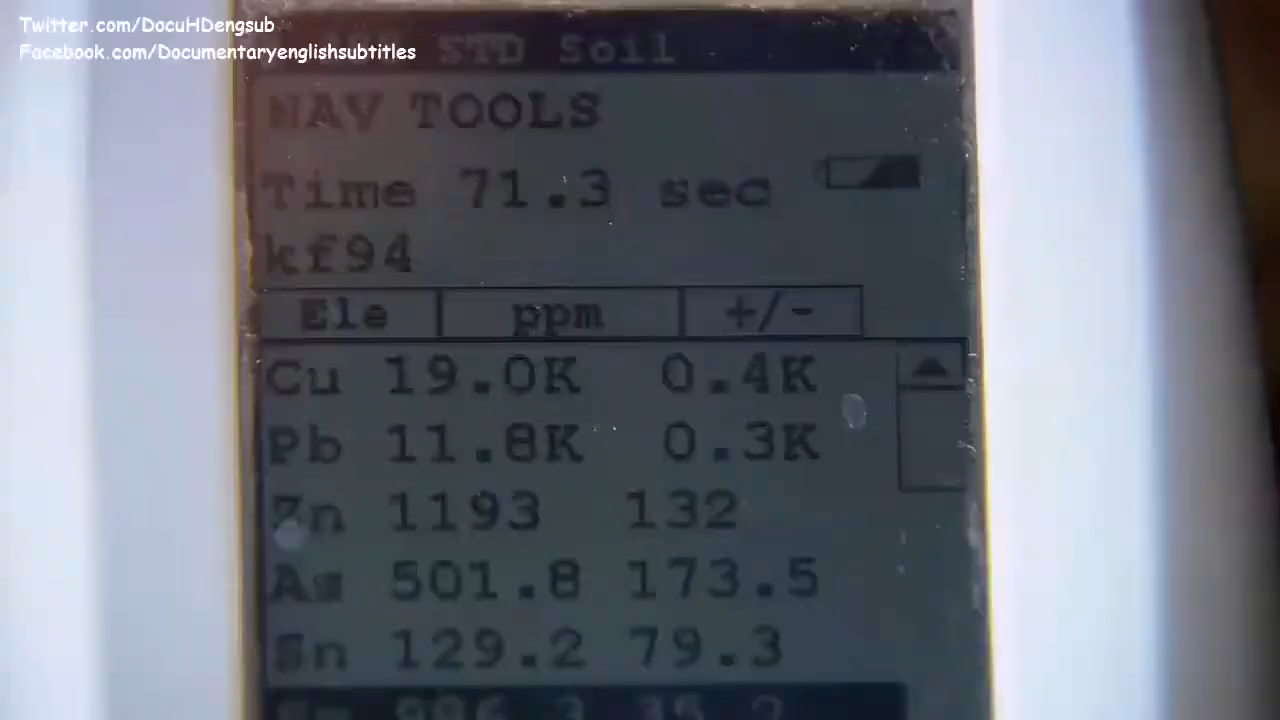 Twitter.com/DocuHDengsub
Facebook.com/Documentaryenglishsubtitles
STD Soil
NAV TOOLS
Time 71.3 sec
kf94
Ele ppm +/-
Cu 19.0K 0.4K
Pb 11.8K 0.3K
Zn 1193 132
As 501.8 173.5
Sn 129.2 79.3